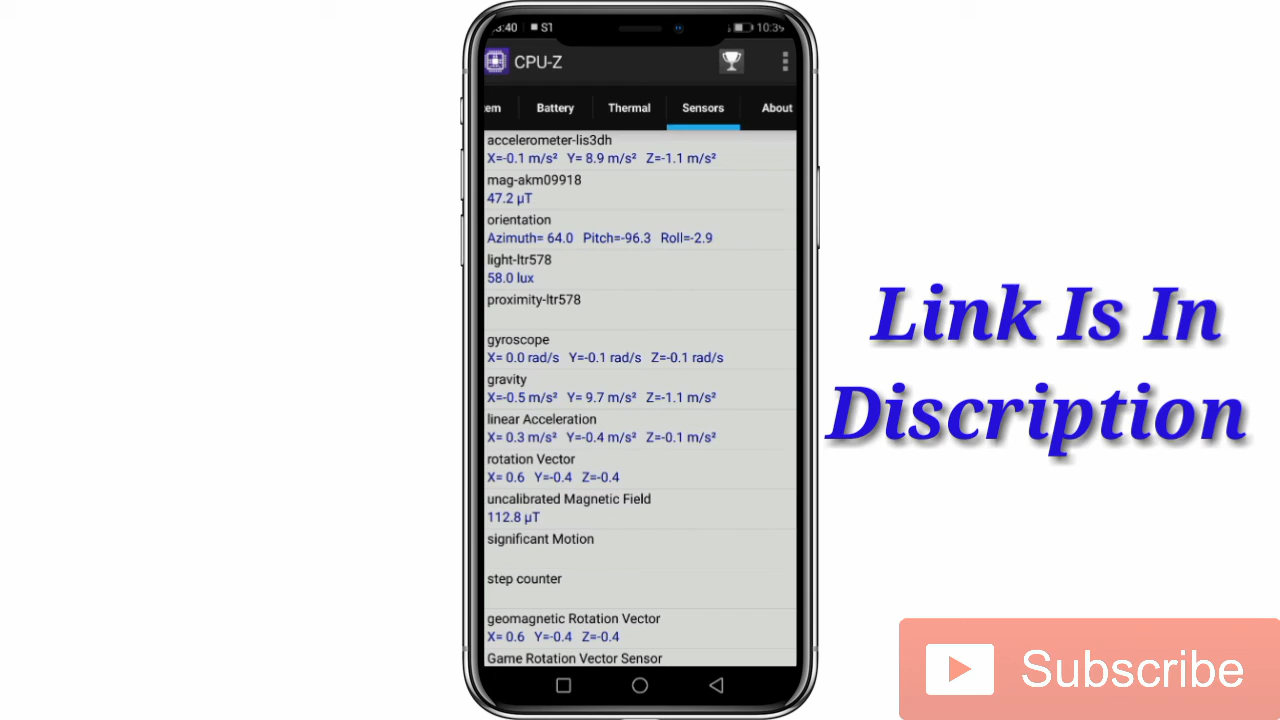 :40 S1 10:39
CPU-Z
em Battery Thermal Sensors About
accelerometer-lis3dh
X=-0.1 m/s² Y= 8.9 m/s² Z=-1.1 m/s²
mag-akm09918
47.2 µT
orientation
Azimuth= 64.0 Pitch=-96.3 Roll=-2.9
light-ltr578
58.0 lux
proximity-ltr578
gyroscope
X= 0.0 rad/s Y=-0.1 rad/s Z=-0.1 rad/s
gravity
X=-0.5 m/s² Y= 9.7 m/s² Z=-1.1 m/s²
linear Acceleration
X= 0.3 m/s² Y=-0.4 m/s² Z=-0.1 m/s²
rotation Vector
X= 0.6 Y=-0.4 Z=-0.4
uncalibrated Magnetic Field
112.8 µT
significant Motion
step counter
geomagnetic Rotation Vector
X= 0.6 Y=-0.4 Z=-0.4
Game Rotation Vector Sensor
Link Is In
Discription
Subscribe